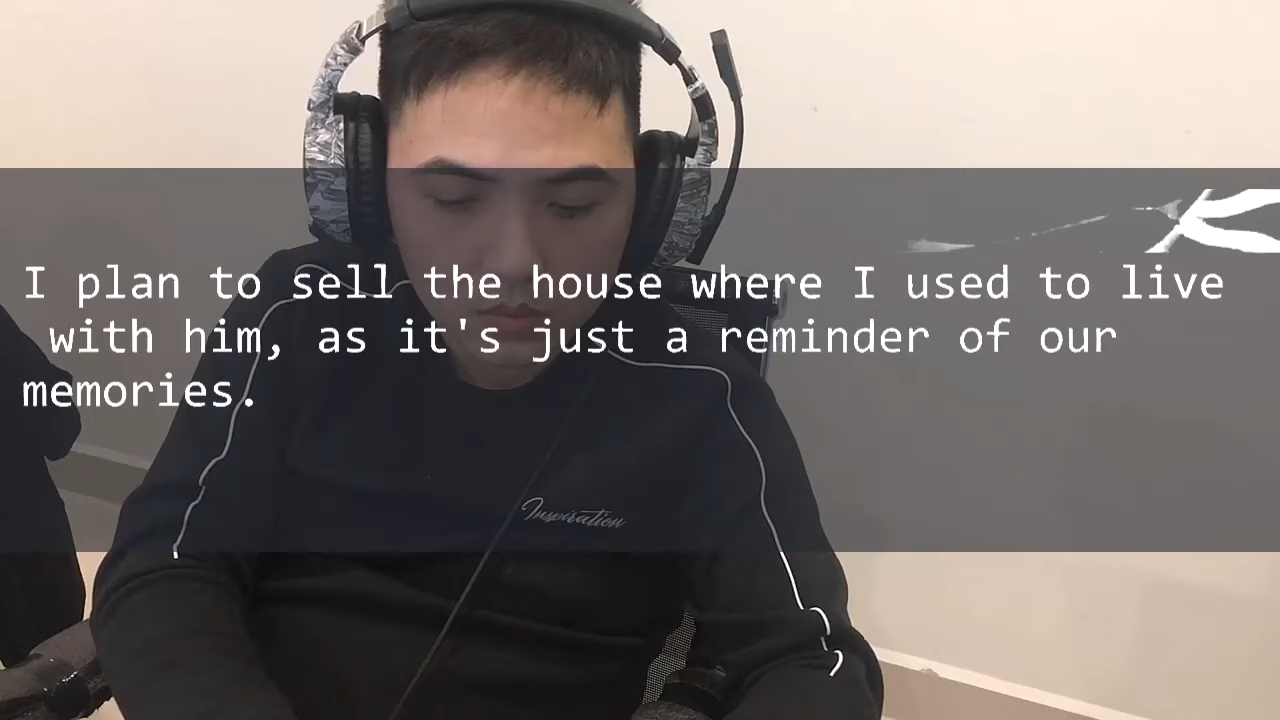 I plan to sell the house where I used to live
with him, as it's just a reminder of our
memories.
Inspiration